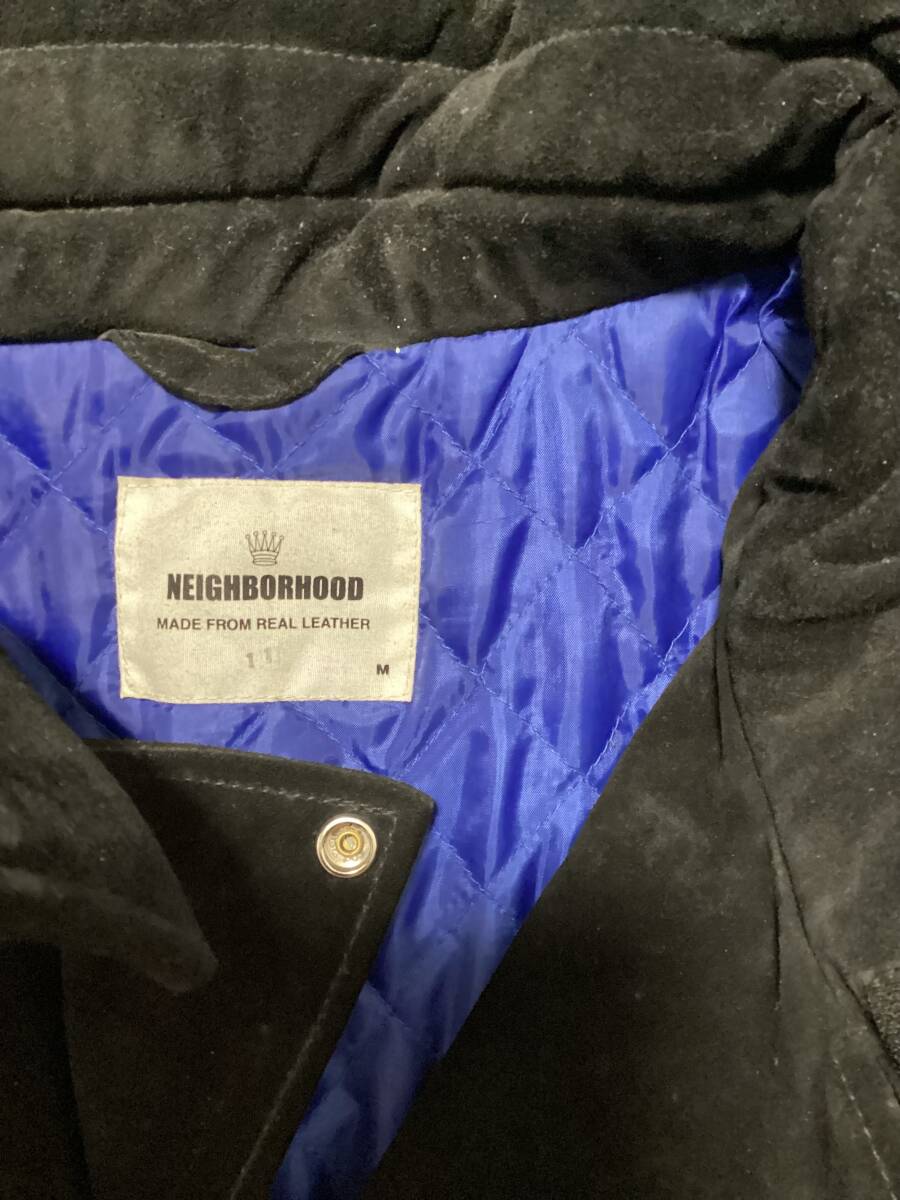 NEIGHBORHOOD
MADE FROM REAL LEATHER
11
M